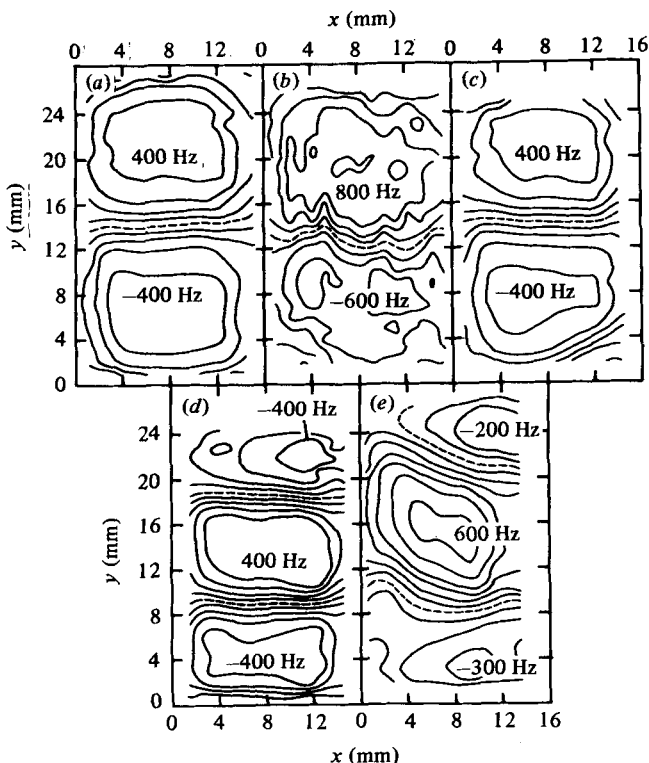 x (mm)
0 4 8 12 0 4 8 12 0 4 8 12 16
(a) (b) (c)
24
20
16
12
8
4
0
y (mm)
400 Hz 800 Hz 400 Hz
−400 Hz −600 Hz −400 Hz
−400 Hz
(d) (e)
24
20
16
12
8
4
0
y (mm)
−200 Hz
400 Hz 600 Hz
−400 Hz −300 Hz
0 4 8 12 0 4 8 12 16
x (mm)